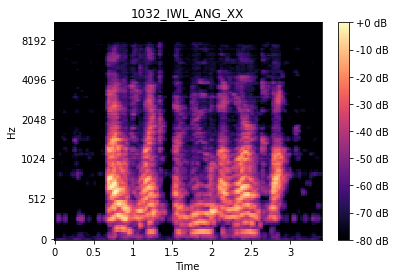 1032_IWL_ANG_XX
8192
4096
2048
1024
512
0
Hz
0
0.5
1
1.5
2
2.5
3
Time
+0 dB
-10 dB
-20 dB
-30 dB
-40 dB
-50 dB
-60 dB
-70 dB
-80 dB